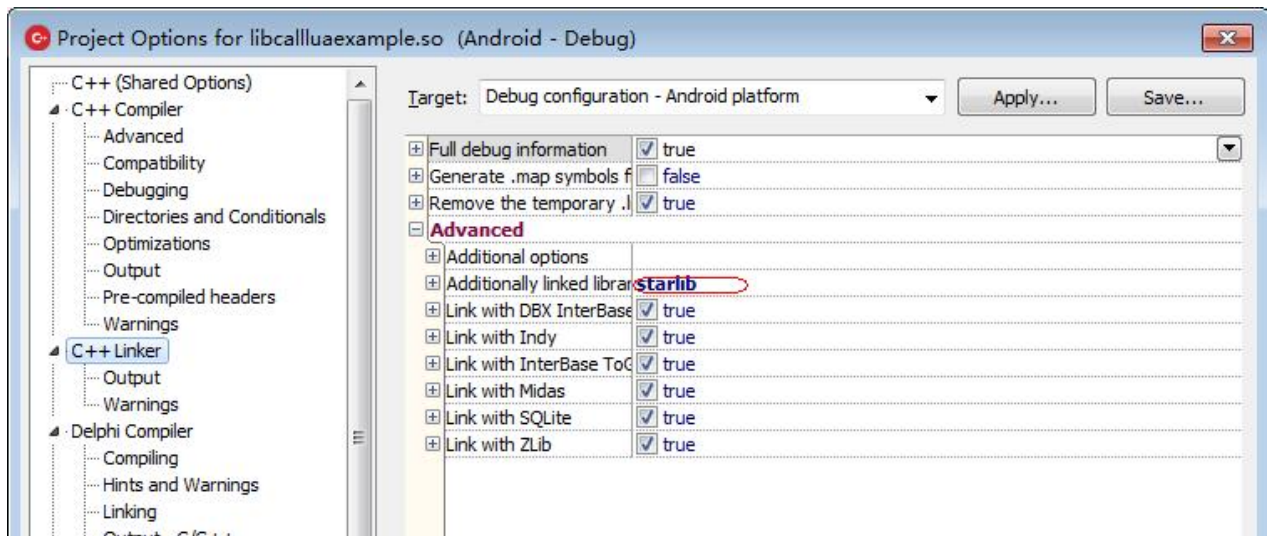 Project Options for libcallluaexample.so (Android - Debug)
C++ (Shared Options)
C++ Compiler
Advanced
Compatibility
Debugging
Directories and Conditionals
Optimizations
Output
Pre-compiled headers
Warnings
C++ Linker
Output
Warnings
Delphi Compiler
Compiling
Hints and Warnings
Linking
Target: Debug configuration - Android platform
Apply...
Save...
Full debug information true
Generate .map symbols f false
Remove the temporary .l true
Advanced
Additional options
Additionally linked librar starlib
Link with DBX InterBase true
Link with Indy true
Link with InterBase ToG true
Link with Midas true
Link with SQLite true
Link with ZLib true